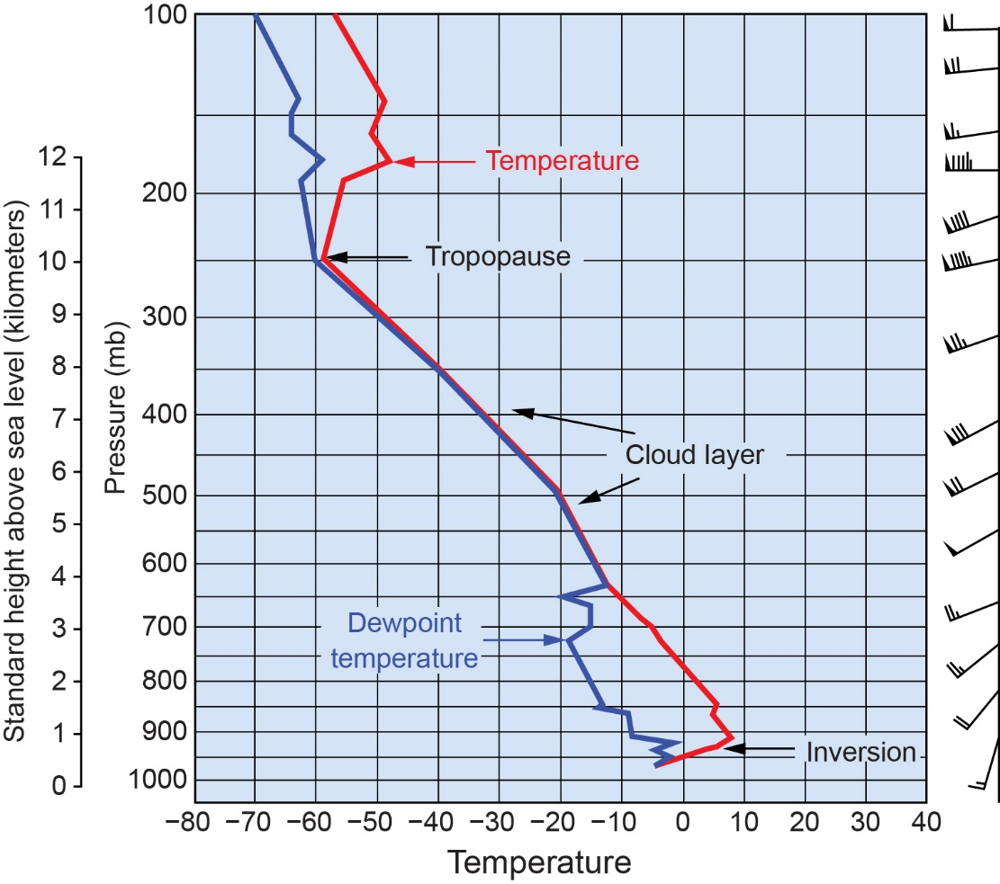 100
200
300
400
500
600
700
800
900
1000
Pressure (mb)
12
11
10
9
8
7
6
5
4
3
2
1
0
Standard height above sea level (kilometers)
Temperature
Tropopause
Cloud layer
Dewpoint
temperature
Inversion
−80 −70 −60 −50 −40 −30 −20 −10 0 10 20 30 40
Temperature